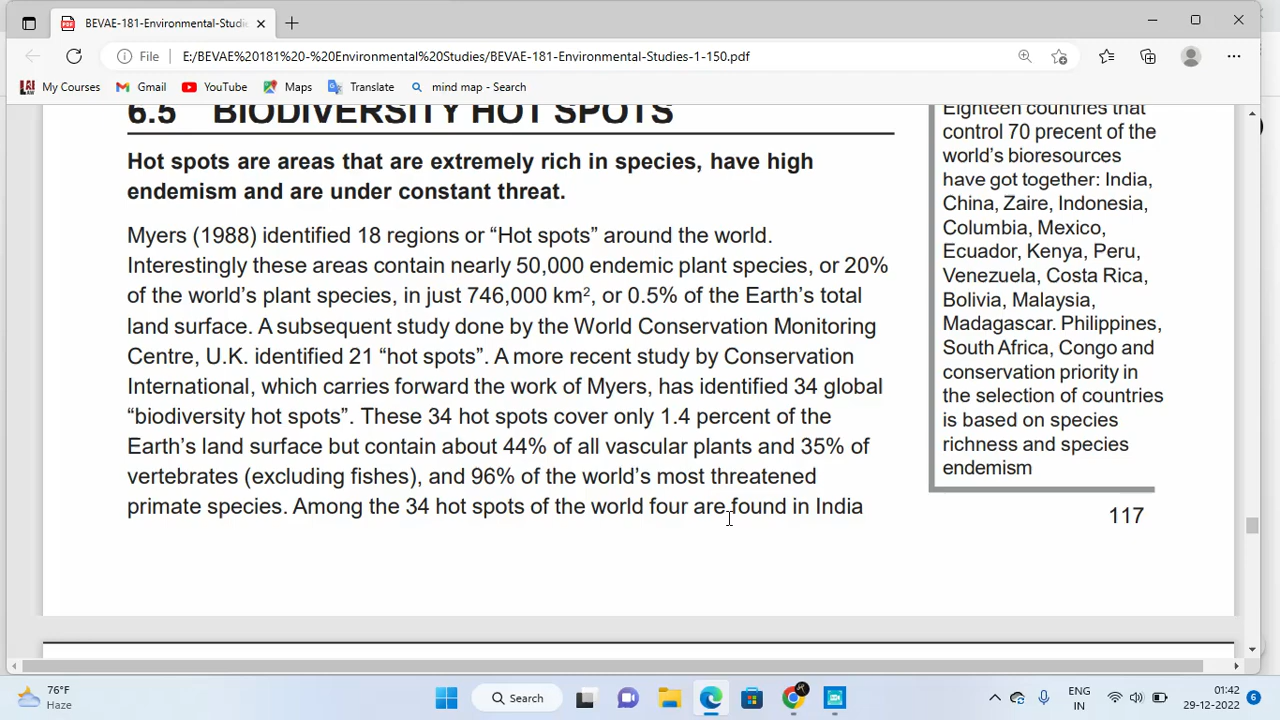 BEVAE-181-Environmental-Studi
File
E:/BEVAE%20181%20-%20Environmental%20Studies/BEVAE-181-Environmental-Studies-1-150.pdf
My Courses
Gmail
YouTube
Maps
Translate
mind map - Search
6.5 BIODIVERSITY HOT SPOTS
Hot spots are areas that are extremely rich in species, have high
endemism and are under constant threat.
Myers (1988) identified 18 regions or “Hot spots” around the world.
Interestingly these areas contain nearly 50,000 endemic plant species, or 20%
of the world’s plant species, in just 746,000 km², or 0.5% of the Earth’s total
land surface. A subsequent study done by the World Conservation Monitoring
Centre, U.K. identified 21 “hot spots”. A more recent study by Conservation
International, which carries forward the work of Myers, has identified 34 global
“biodiversity hot spots”. These 34 hot spots cover only 1.4 percent of the
Earth’s land surface but contain about 44% of all vascular plants and 35% of
vertebrates (excluding fishes), and 96% of the world’s most threatened
primate species. Among the 34 hot spots of the world four are found in India
Eighteen countries that
control 70 precent of the
world’s bioresources
have got together: India,
China, Zaire, Indonesia,
Columbia, Mexico,
Ecuador, Kenya, Peru,
Venezuela, Costa Rica,
Bolivia, Malaysia,
Madagascar. Philippines,
South Africa, Congo and
conservation priority in
the selection of countries
is based on species
richness and species
endemism
117
76°F
Haze
Search
ENG
IN
01:42
29-12-2022
6